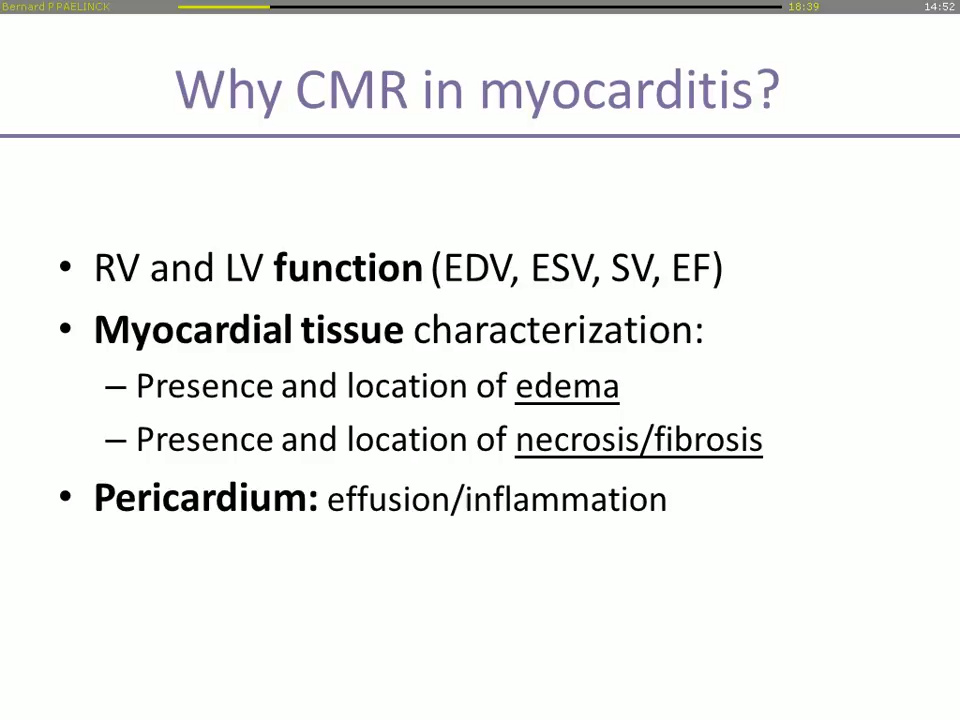 Bernard P PAELINCK 18:39 14:52
Why CMR in myocarditis?
• RV and LV function (EDV, ESV, SV, EF)
• Myocardial tissue characterization:
– Presence and location of edema
– Presence and location of necrosis/fibrosis
• Pericardium: effusion/inflammation